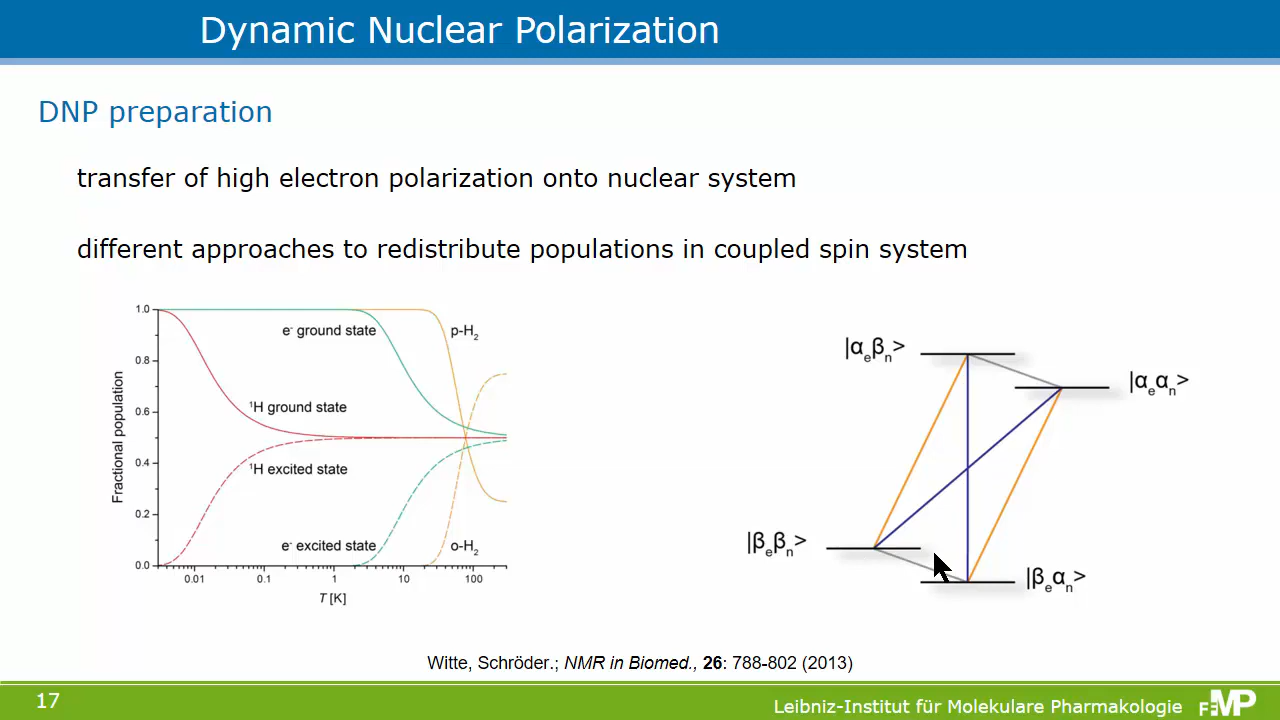 Dynamic Nuclear Polarization
DNP preparation
transfer of high electron polarization onto nuclear system
different approaches to redistribute populations in coupled spin system
1.0
0.8
0.6
0.4
0.2
0.0
Fractional population
e- ground state
p-H2
1H ground state
1H excited state
e- excited state
o-H2
0.01 0.1 1 10 100
T [K]
|αeβn>
|αeαn>
|βeβn>
|βeαn>
Witte, Schröder.; NMR in Biomed., 26: 788-802 (2013)
17
Leibniz-Institut für Molekulare Pharmakologie
FMP